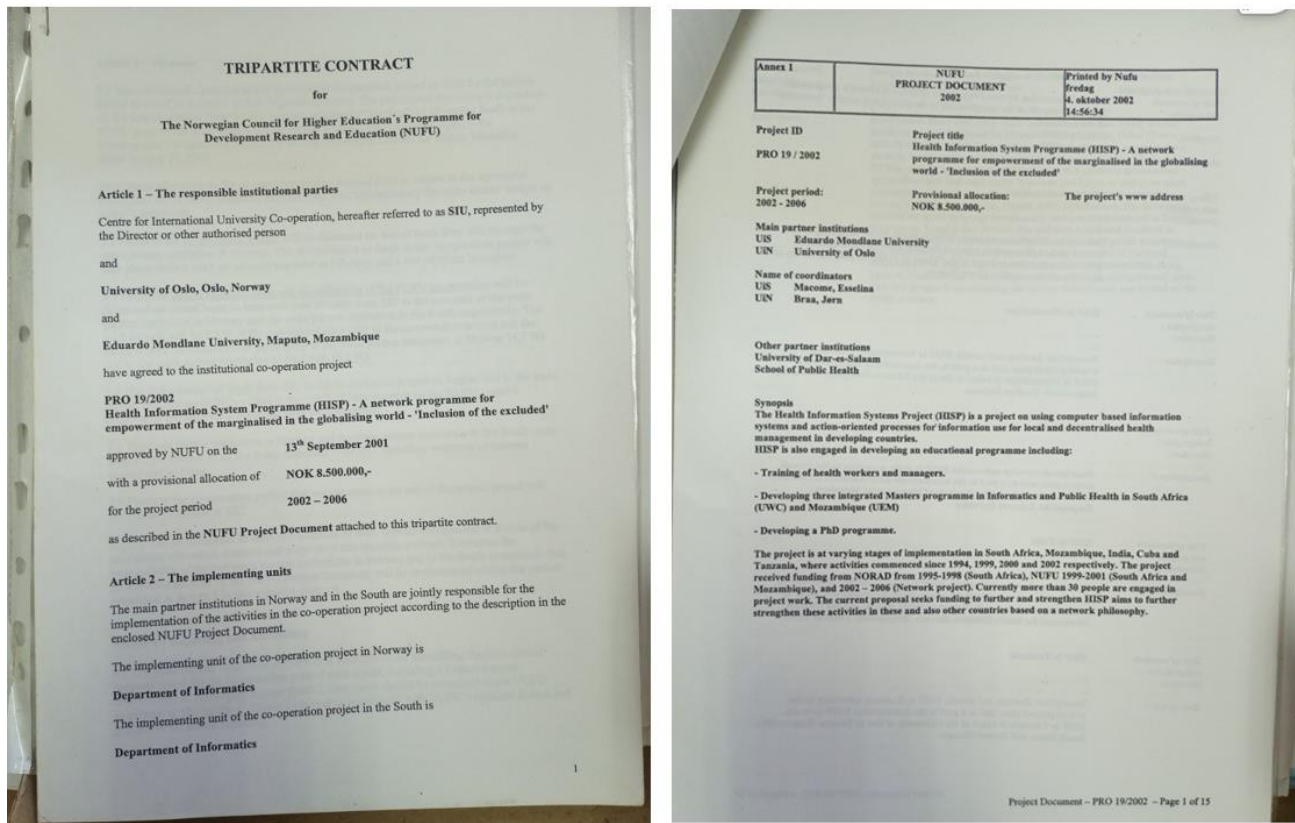 TRIPARTITE CONTRACT
for
The Norwegian Council for Higher Education´s Programme for
Development Research and Education (NUFU)
Article 1 – The responsible institutional parties
Centre for International University Co-operation, hereafter referred to as SIU, represented by
the Director or other authorised person
and
University of Oslo, Oslo, Norway
and
Eduardo Mondlane University, Maputo, Mozambique
have agreed to the institutional co-operation project
PRO 19/2002
Health Information System Programme (HISP) - A network programme for
empowerment of the marginalised in the globalising world - 'Inclusion of the excluded'
approved by NUFU on the 13th September 2001
with a provisional allocation of NOK 8.500.000,-
for the project period 2002 – 2006
as described in the NUFU Project Document attached to this tripartite contract.
Article 2 – The implementing units
The main partner institutions in Norway and in the South are jointly responsible for the
implementation of the activities in the co-operation project according to the description in the
enclosed NUFU Project Document.
The implementing unit of the co-operation project in Norway is
Department of Informatics
The implementing unit of the co-operation project in the South is
Department of Informatics
1
Annex I
NUFU
PROJECT DOCUMENT
2002
Printed by Nufu
fredag
4. oktober 2002
14:56:34
Project ID
PRO 19 / 2002
Project title
Health Information System Programme (HISP) - A network
programme for empowerment of the marginalised in the globalising
world - 'Inclusion of the excluded'
Project period:
2002 - 2006
Provisional allocation:
NOK 8.500.000,-
The project's www address
Main partner institutions
UiS Eduardo Mondlane University
UiN University of Oslo
Name of coordinators
UiS Macome, Esselina
UiN Braa, Jørn
Other partner institutions
University of Dar-es-Salaam
School of Public Health
Synopsis
The Health Information Systems Project (HISP) is a project on using computer based information
systems and action-oriented processes for information use for local and decentralised health
management in developing countries.
HISP is also engaged in developing an educational programme including:
- Training of health workers and managers.
- Developing three integrated Masters programme in Informatics and Public Health in South Africa
(UWC) and Mozambique (UEM)
- Developing a PhD programme.
The project is at varying stages of implementation in South Africa, Mozambique, India, Cuba and
Tanzania, where activities commenced since 1994, 1999, 2000 and 2002 respectively. The project
received funding from NORAD from 1995-1998 (South Africa), NUFU 1999-2001 (South Africa and
Mozambique), and 2002 – 2006 (Network project). Currently more than 30 people are engaged in
project work. The current proposal seeks funding to further and strengthen HISP aims to further
strengthen these activities in these and also other countries based on a network philosophy.
Project Document – PRO 19/2002 – Page 1 of 15